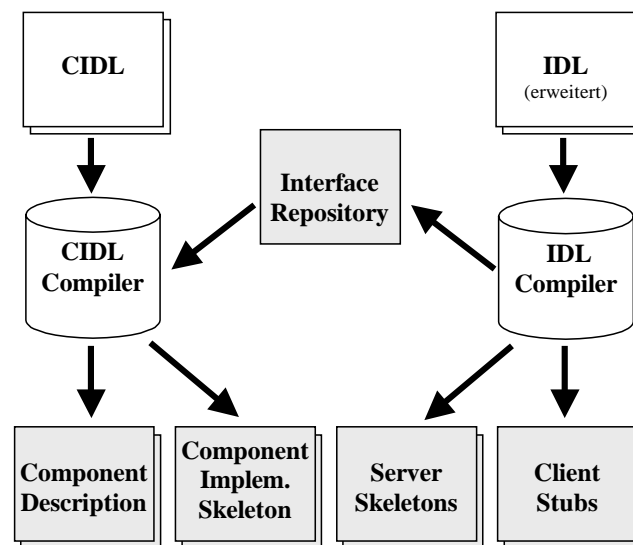 CIDL
IDL
(erweitert)
Interface
Repository
CIDL
Compiler
IDL
Compiler
Component
Description
Component
Implem.
Skeleton
Server
Skeletons
Client
Stubs